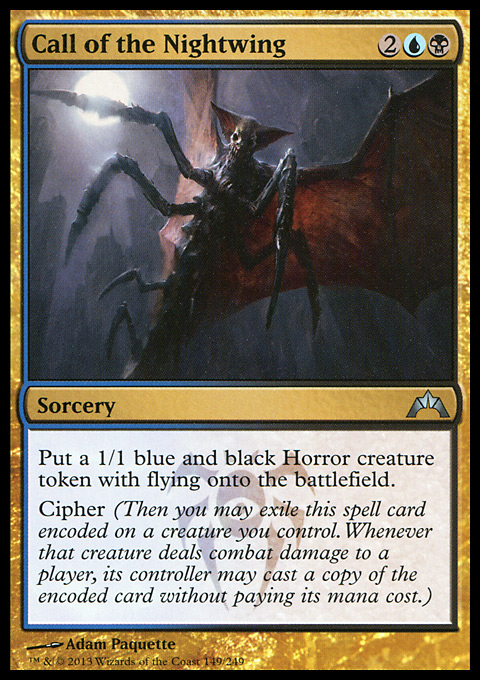 Call of the Nightwing 2
Sorcery
Put a 1/1 blue and black Horror creature
token with flying onto the battlefield.
Cipher (Then you may exile this spell card
encoded on a creature you control. Whenever
that creature deals combat damage to a
player, its controller may cast a copy of the
encoded card without paying its mana cost.)
Adam Paquette
™ & © 2013 Wizards of the Coast 149/249